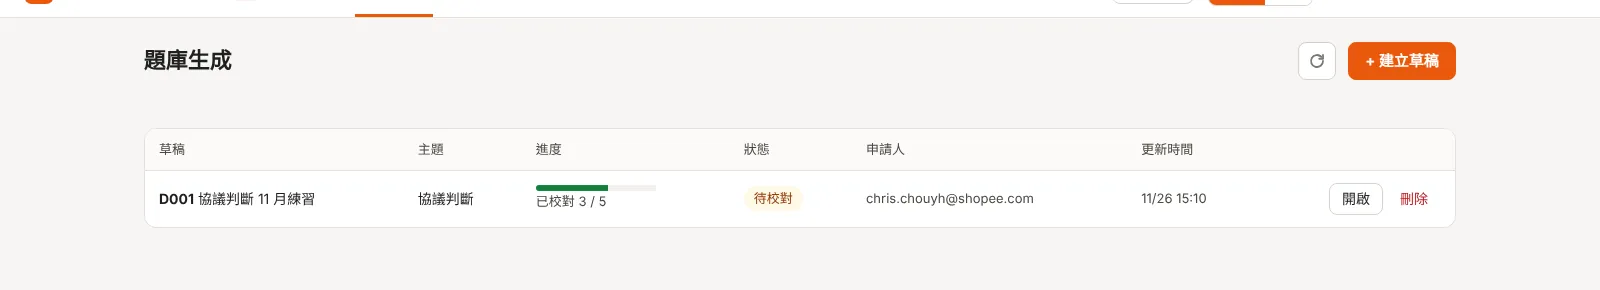 題庫生成
+ 建立草稿
草稿 主題 進度 狀態 申請人 更新時間
D001 協議判斷 11 月練習 協議判斷 已校對 3 / 5 待校對 chris.chouyh@shopee.com 11/26 15:10 開啟 刪除